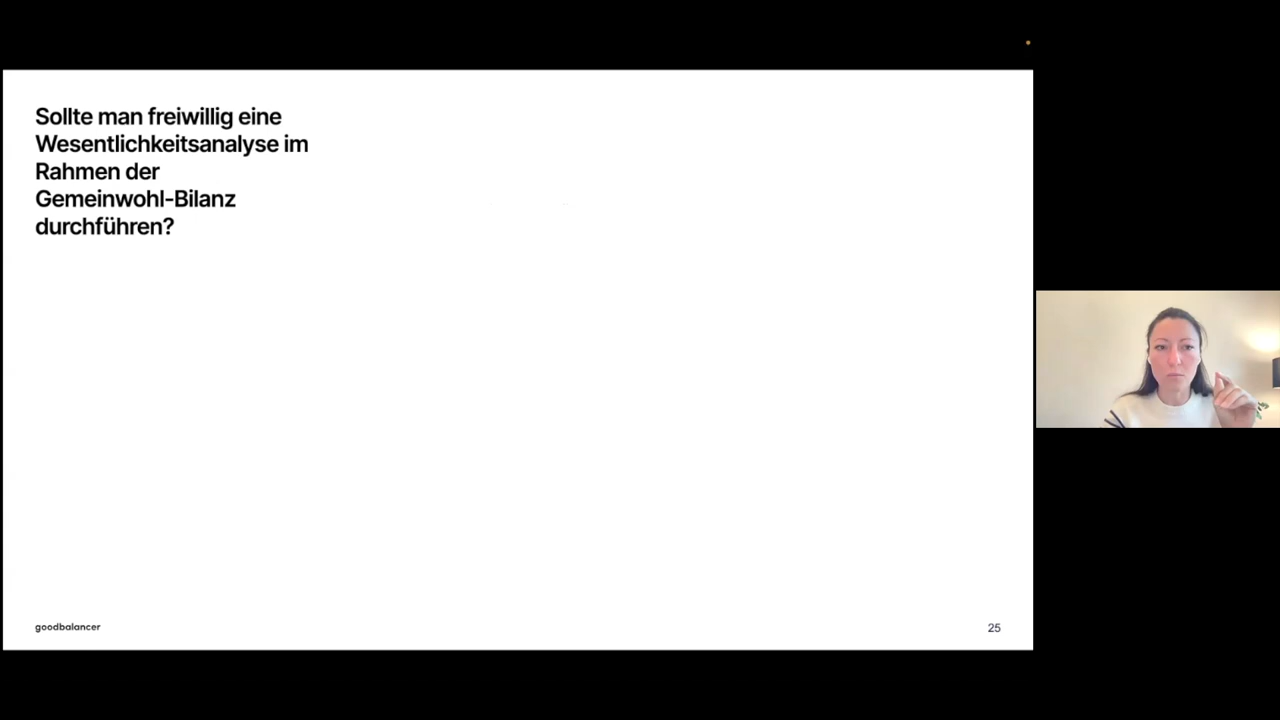 Sollte man freiwillig eine
Wesentlichkeitsanalyse im
Rahmen der
Gemeinwohl-Bilanz
durchführen?
goodbalancer
25